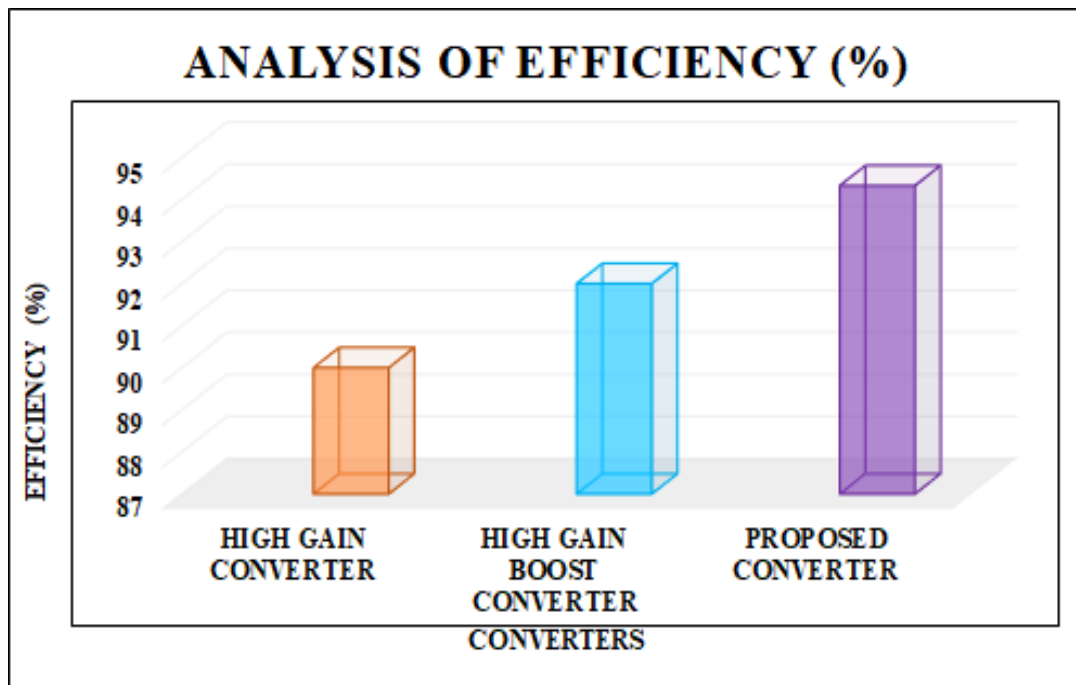 ANALYSIS OF EFFICIENCY (%)
EFFICIENCY (%)
95
94
93
92
91
90
89
88
87
HIGH GAIN
CONVERTER
HIGH GAIN
BOOST
CONVERTER
PROPOSED
CONVERTER
CONVERTERS